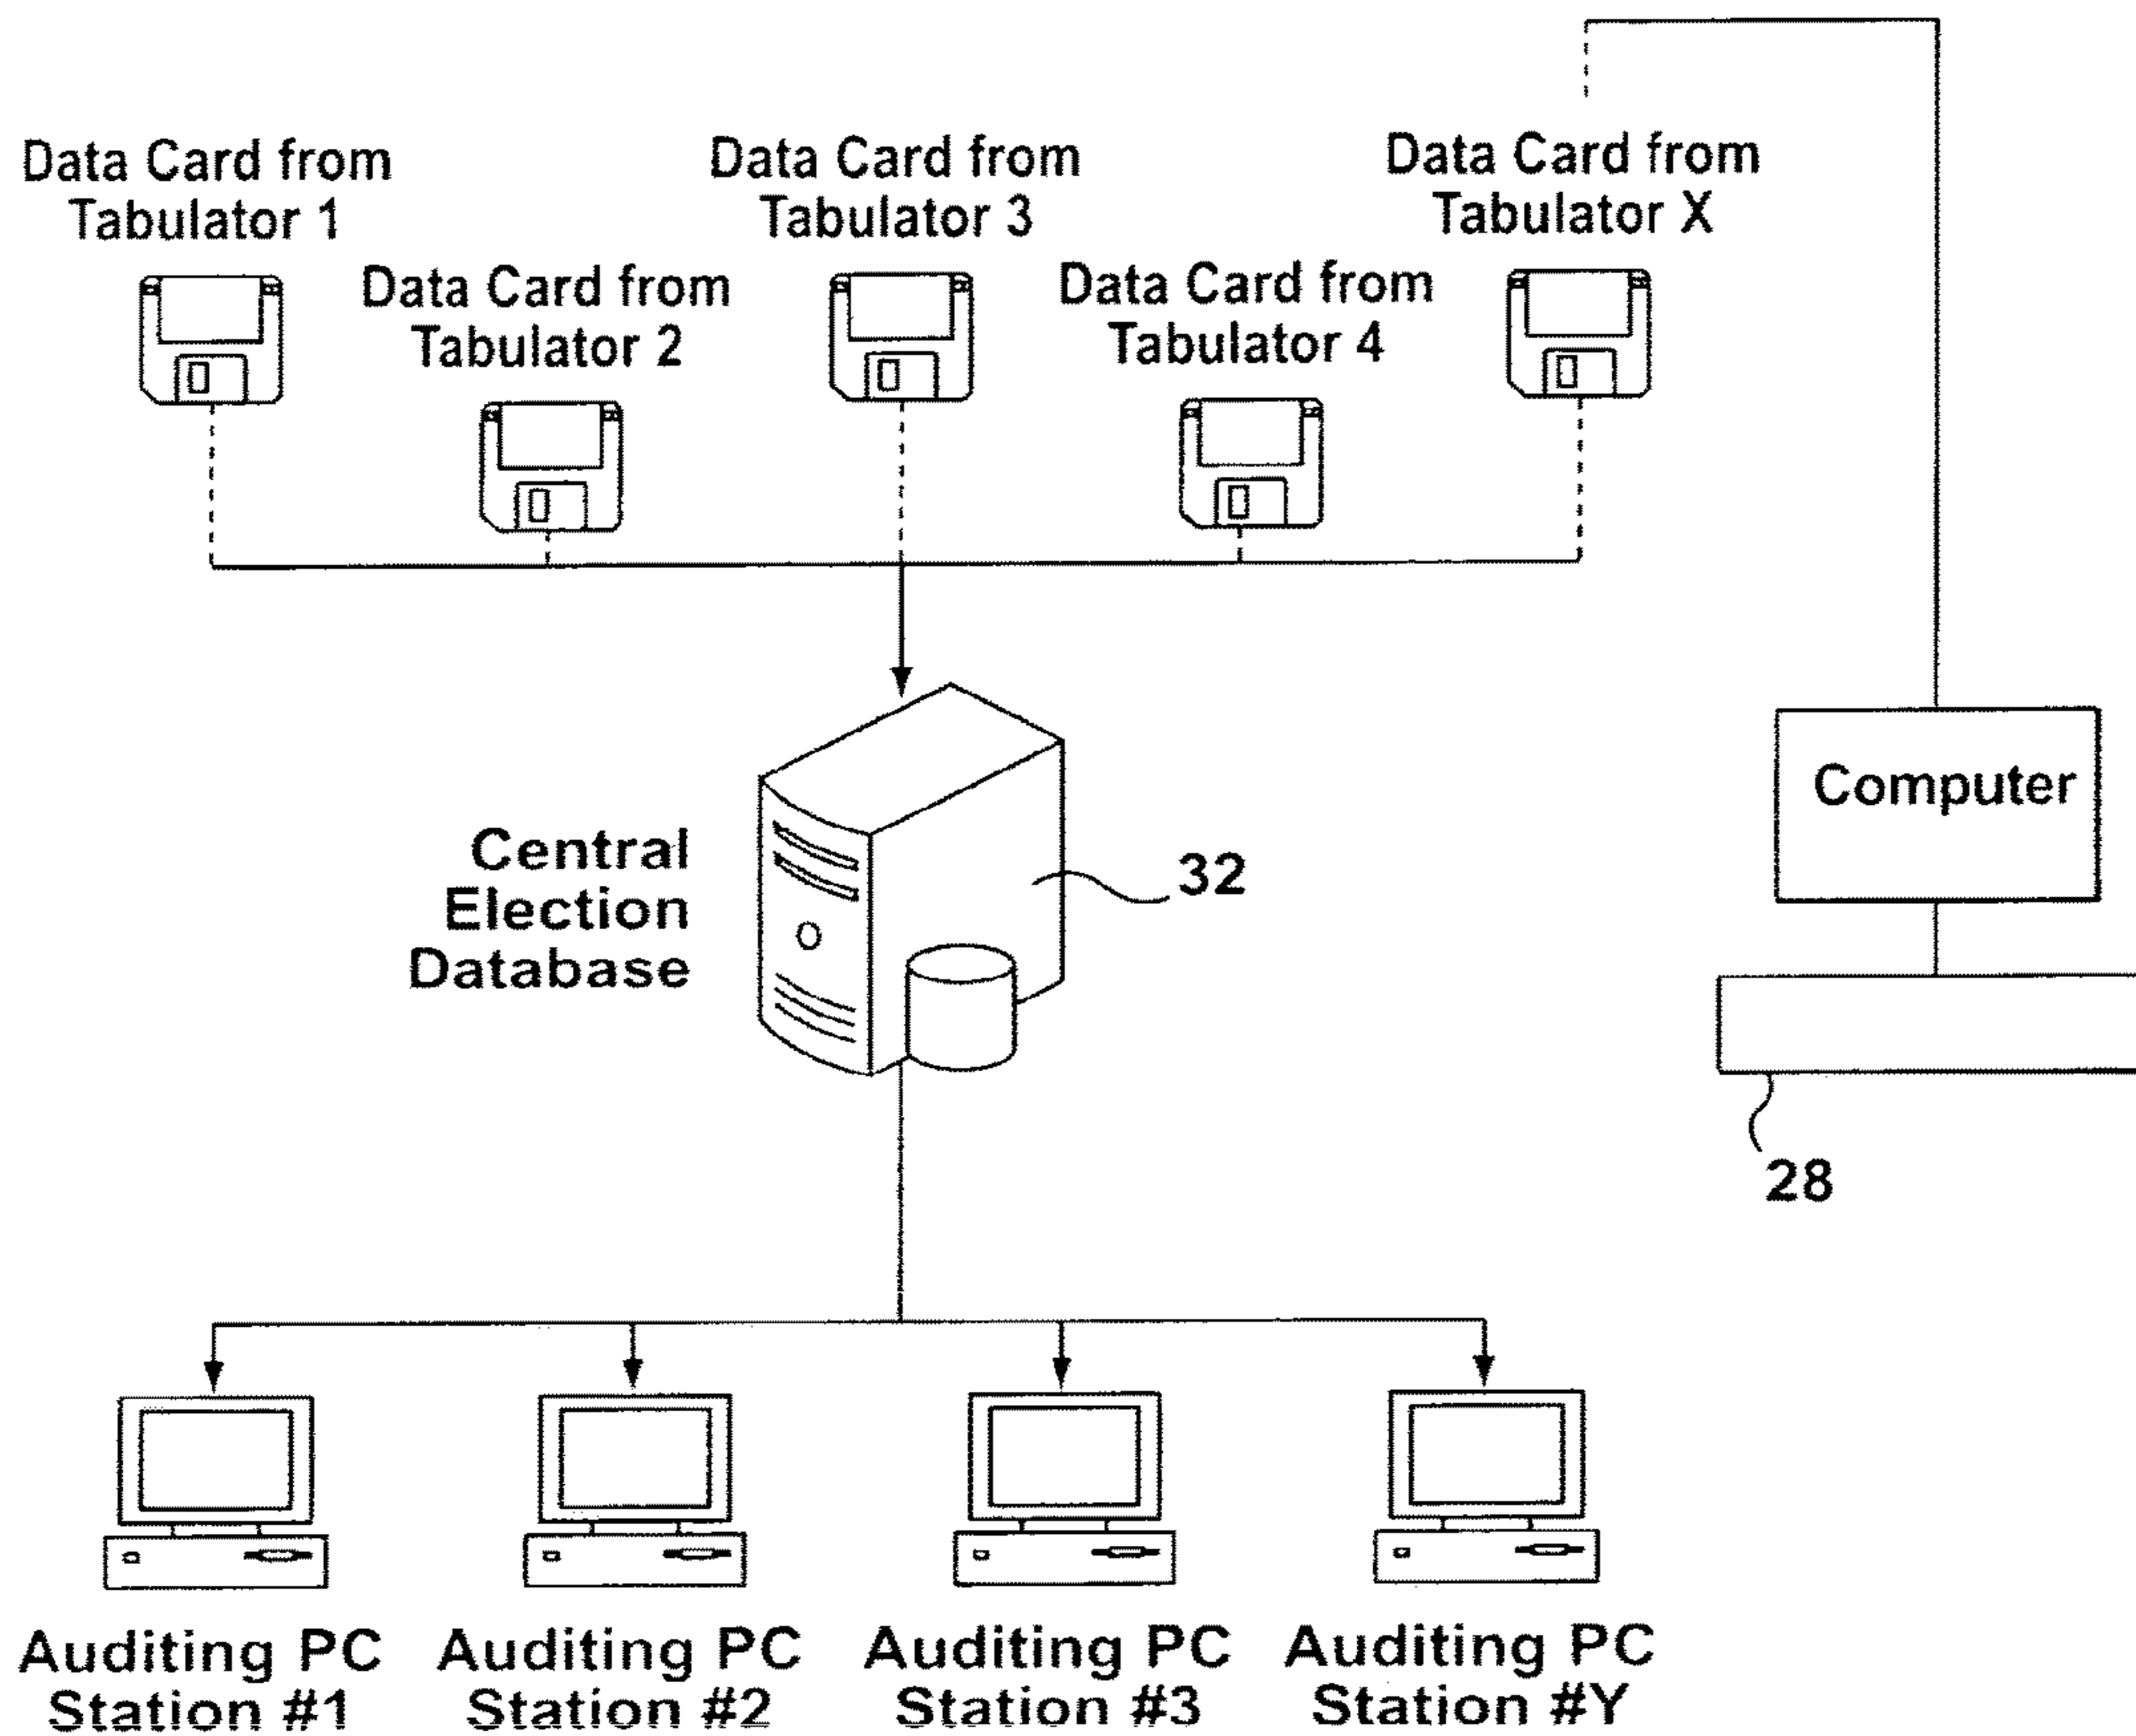 Data Card from
Tabulator 1
Data Card from
Tabulator 2
Data Card from
Tabulator 3
Data Card from
Tabulator 4
Data Card from
Tabulator X
Computer
Central
Election
Database
32
28
Auditing PC
Station #1
Auditing PC
Station #2
Auditing PC
Station #3
Auditing PC
Station #Y